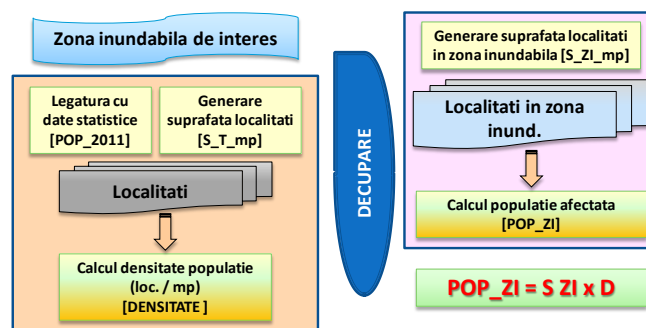 Zona inundabila de interes
Legatura cu
date statistice
[POP_2011]
Generare
suprafata localitati
[S_T_mp]
Localitati
Calcul densitate populatie
(loc. / mp)
[DENSITATE ]
DECUPARE
Generare suprafata localitati
in zona inundabila [S_ZI_mp]
Localitati in zona
inund.
Calcul populatie afectata
[POP_ZI]
POP_ZI = S ZI x D